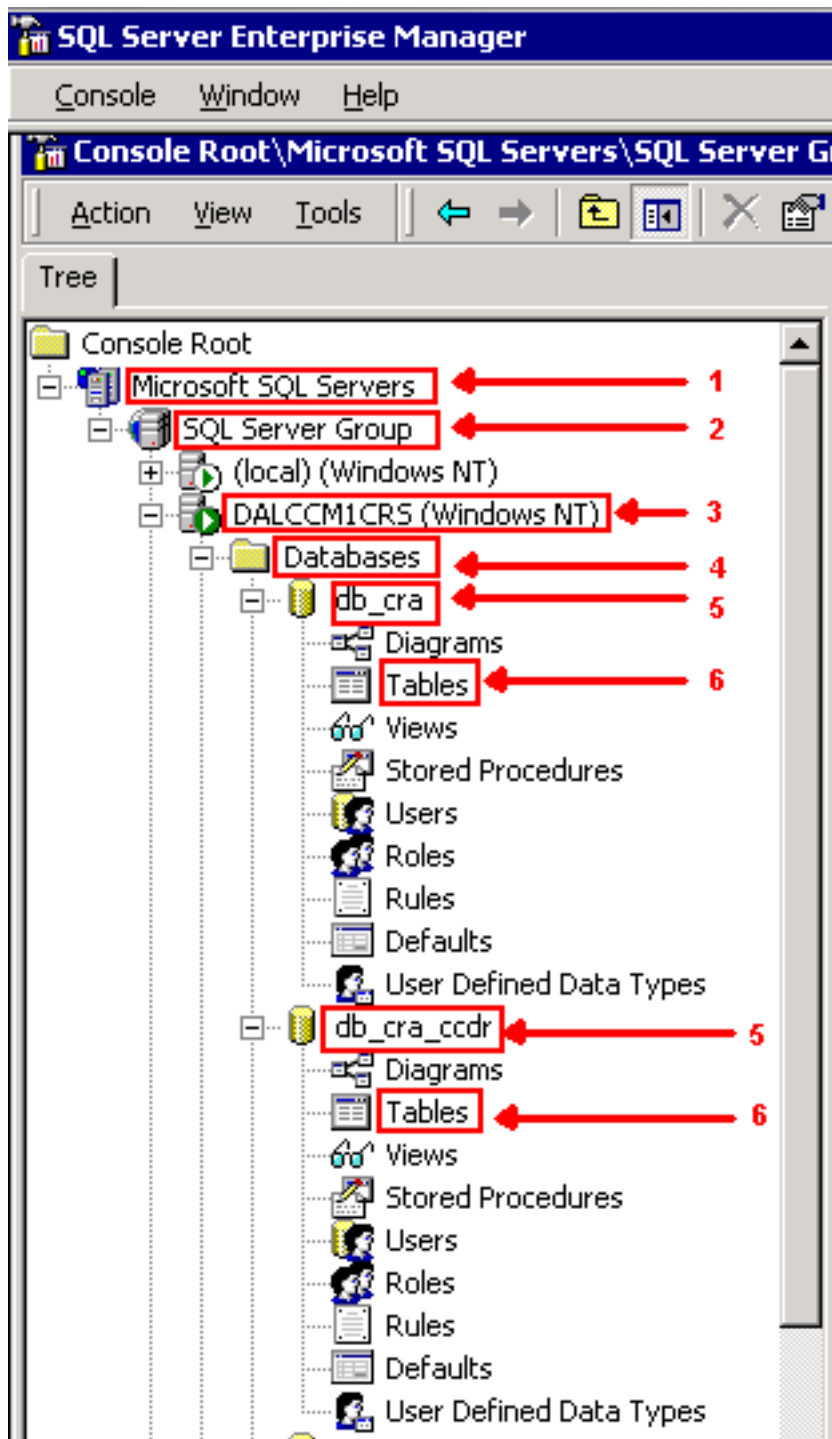 SQL Server Enterprise Manager
Console Window Help
Console Root\Microsoft SQL Servers\SQL Server
Action View Tools
Tree
Console Root
Microsoft SQL Servers 1
SQL Server Group 2
(local) (Windows NT)
DALCCM1CRS (Windows NT) 3
Databases 4
db_cra 5
Diagrams
Tables 6
Views
Stored Procedures
Users
Roles
Rules
Defaults
User Defined Data Types
db_cra_ccdr 5
Diagrams
Tables 6
Views
Stored Procedures
Users
Roles
Rules
Defaults
User Defined Data Types